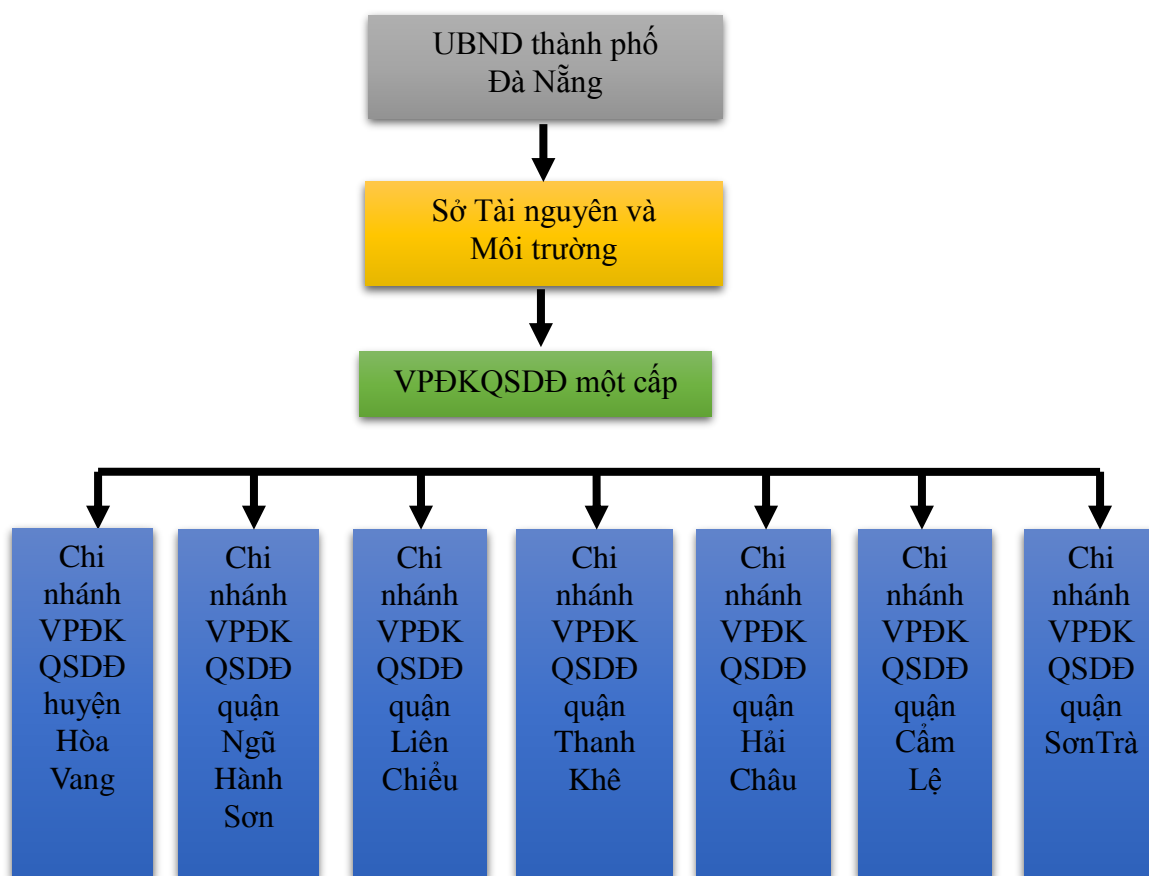 UBND thành phố
Đà Nẵng
Sở Tài nguyên và
Môi trường
VPĐKQSDĐ một cấp
Chi
nhánh
VPĐK
QSDĐ
huyện
Hòa
Vang
Chi
nhánh
VPĐK
QSDĐ
quận
Ngũ
Hành
Sơn
Chi
nhánh
VPĐK
QSDĐ
quận
Liên
Chiểu
Chi
nhánh
VPĐK
QSDĐ
quận
Thanh
Khê
Chi
nhánh
VPĐK
QSDĐ
quận
Hải
Châu
Chi
nhánh
VPĐK
QSDĐ
quận
Cẩm
Lệ
Chi
nhánh
VPĐK
QSDĐ
quận
SơnTrà